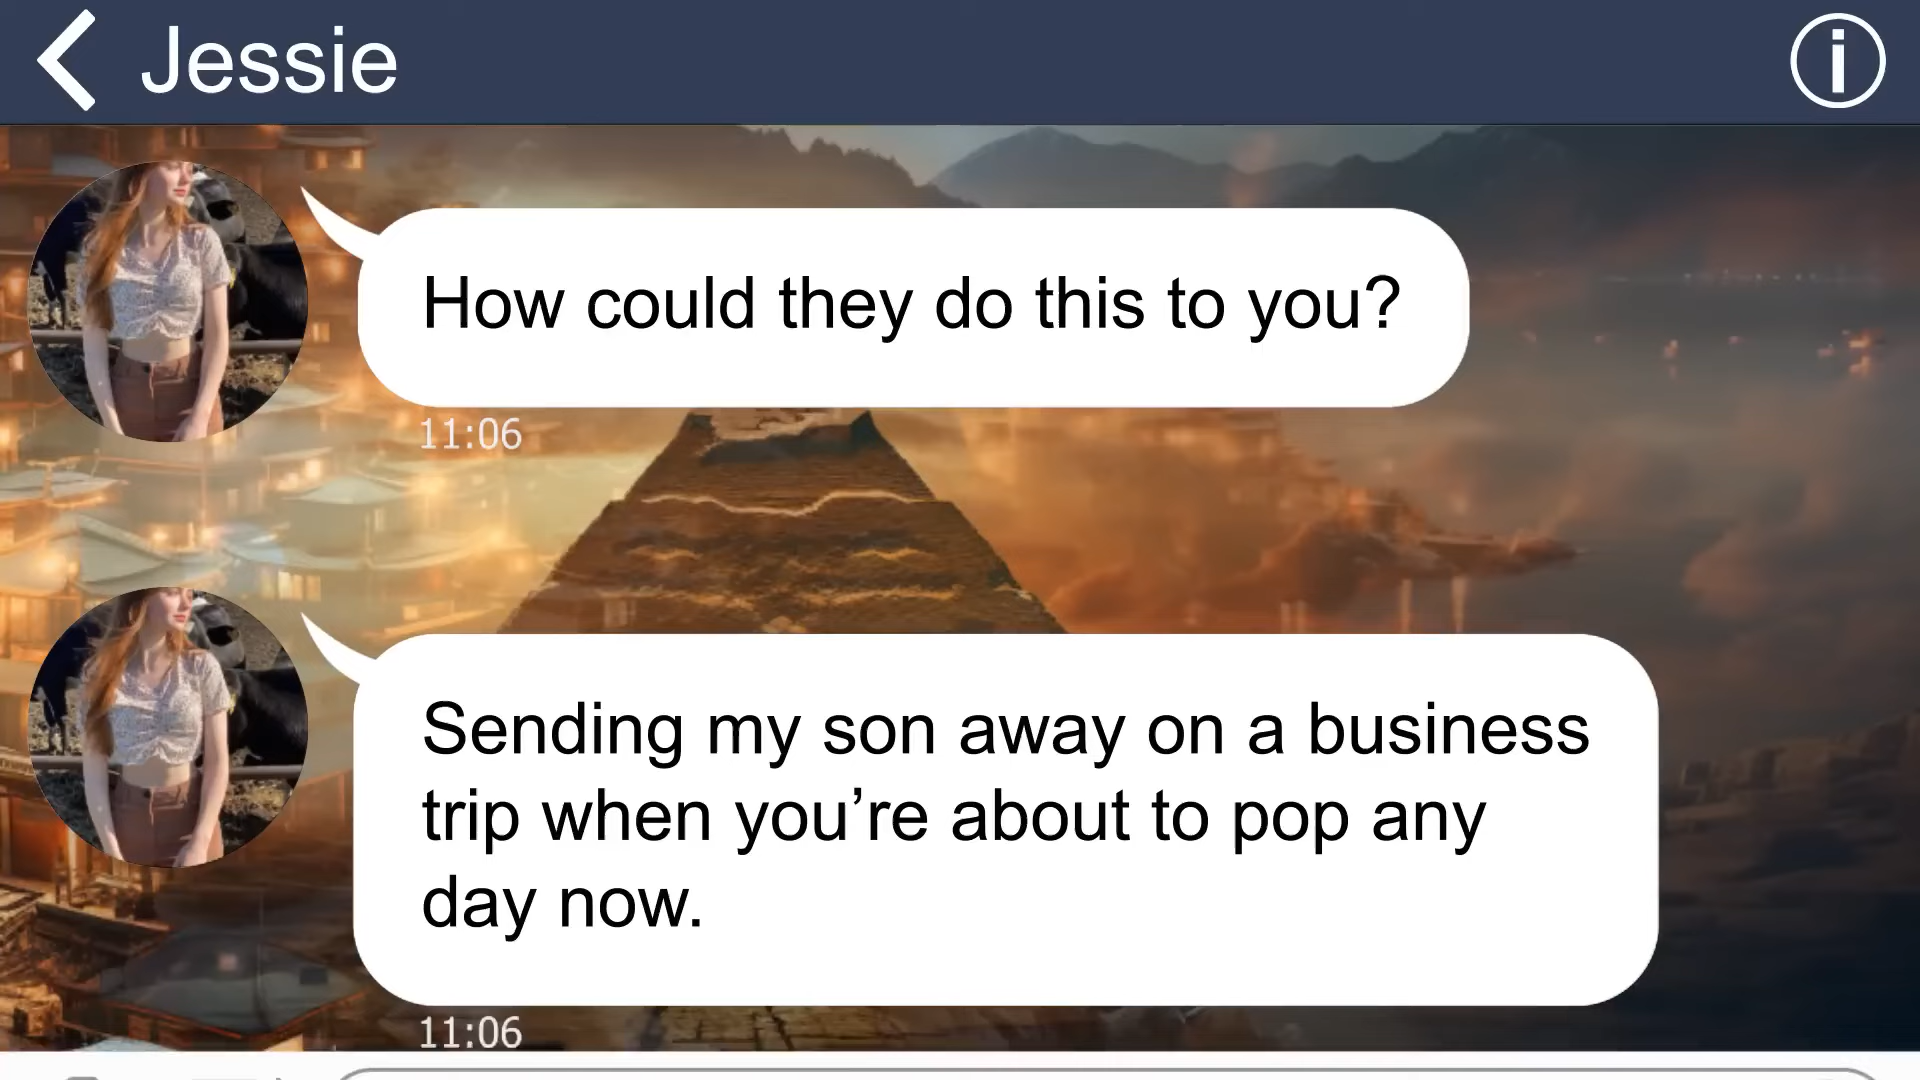 Jessie
How could they do this to you?
11:06
Sending my son away on a business
trip when you’re about to pop any
day now.
11:06